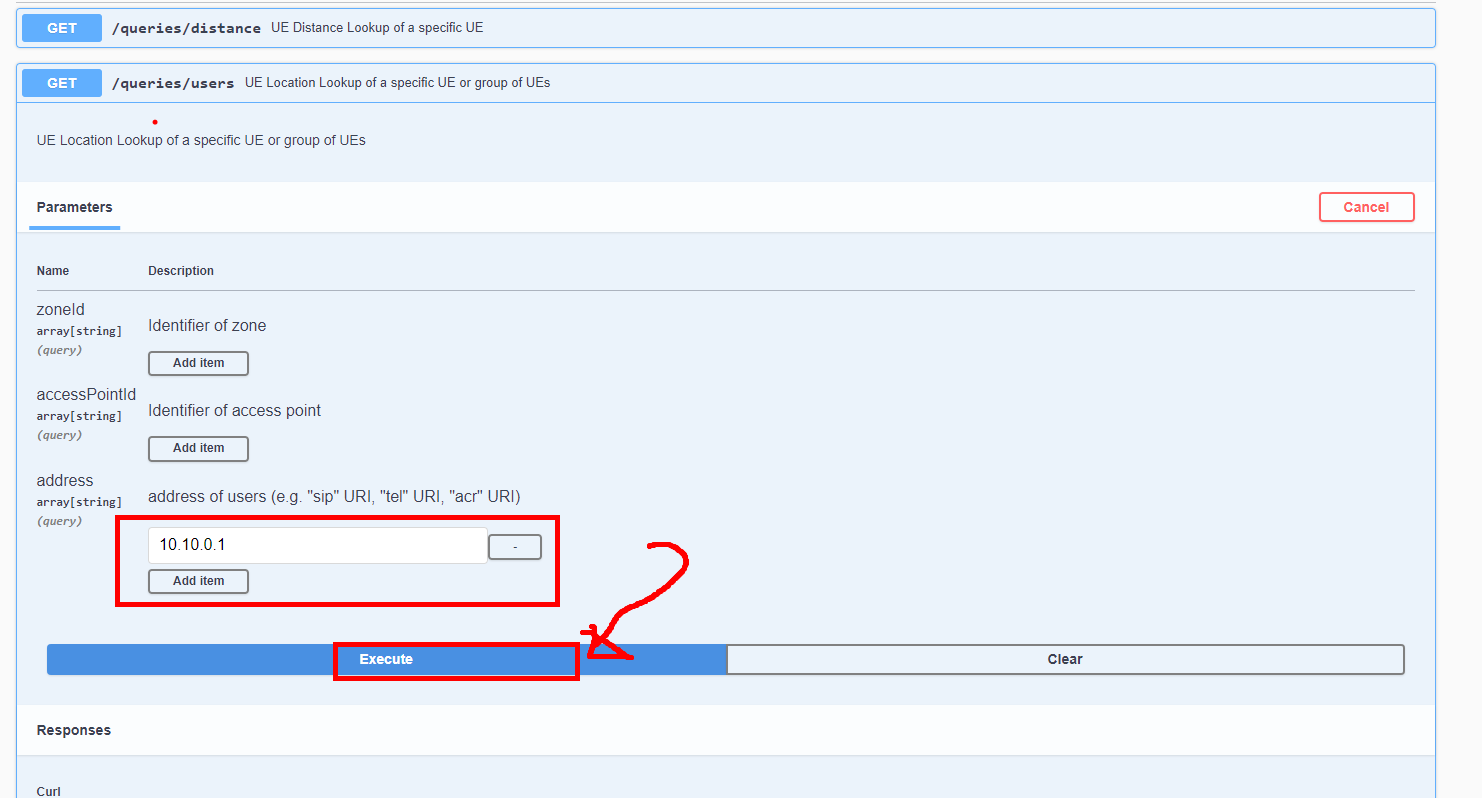 GET /queries/distance UE Distance Lookup of a specific UE
GET /queries/users UE Location Lookup of a specific UE or group of UEs
UE Location Lookup of a specific UE or group of UEs
Parameters
Cancel
Name Description
zoneId
array[string]
(query)
Identifier of zone
Add item
accessPointId
array[string]
(query)
Identifier of access point
Add item
address
array[string]
(query)
address of users (e.g. "sip" URI, "tel" URI, "acr" URI)
10.10.0.1 -
Add item
Execute Clear
Responses
Curl